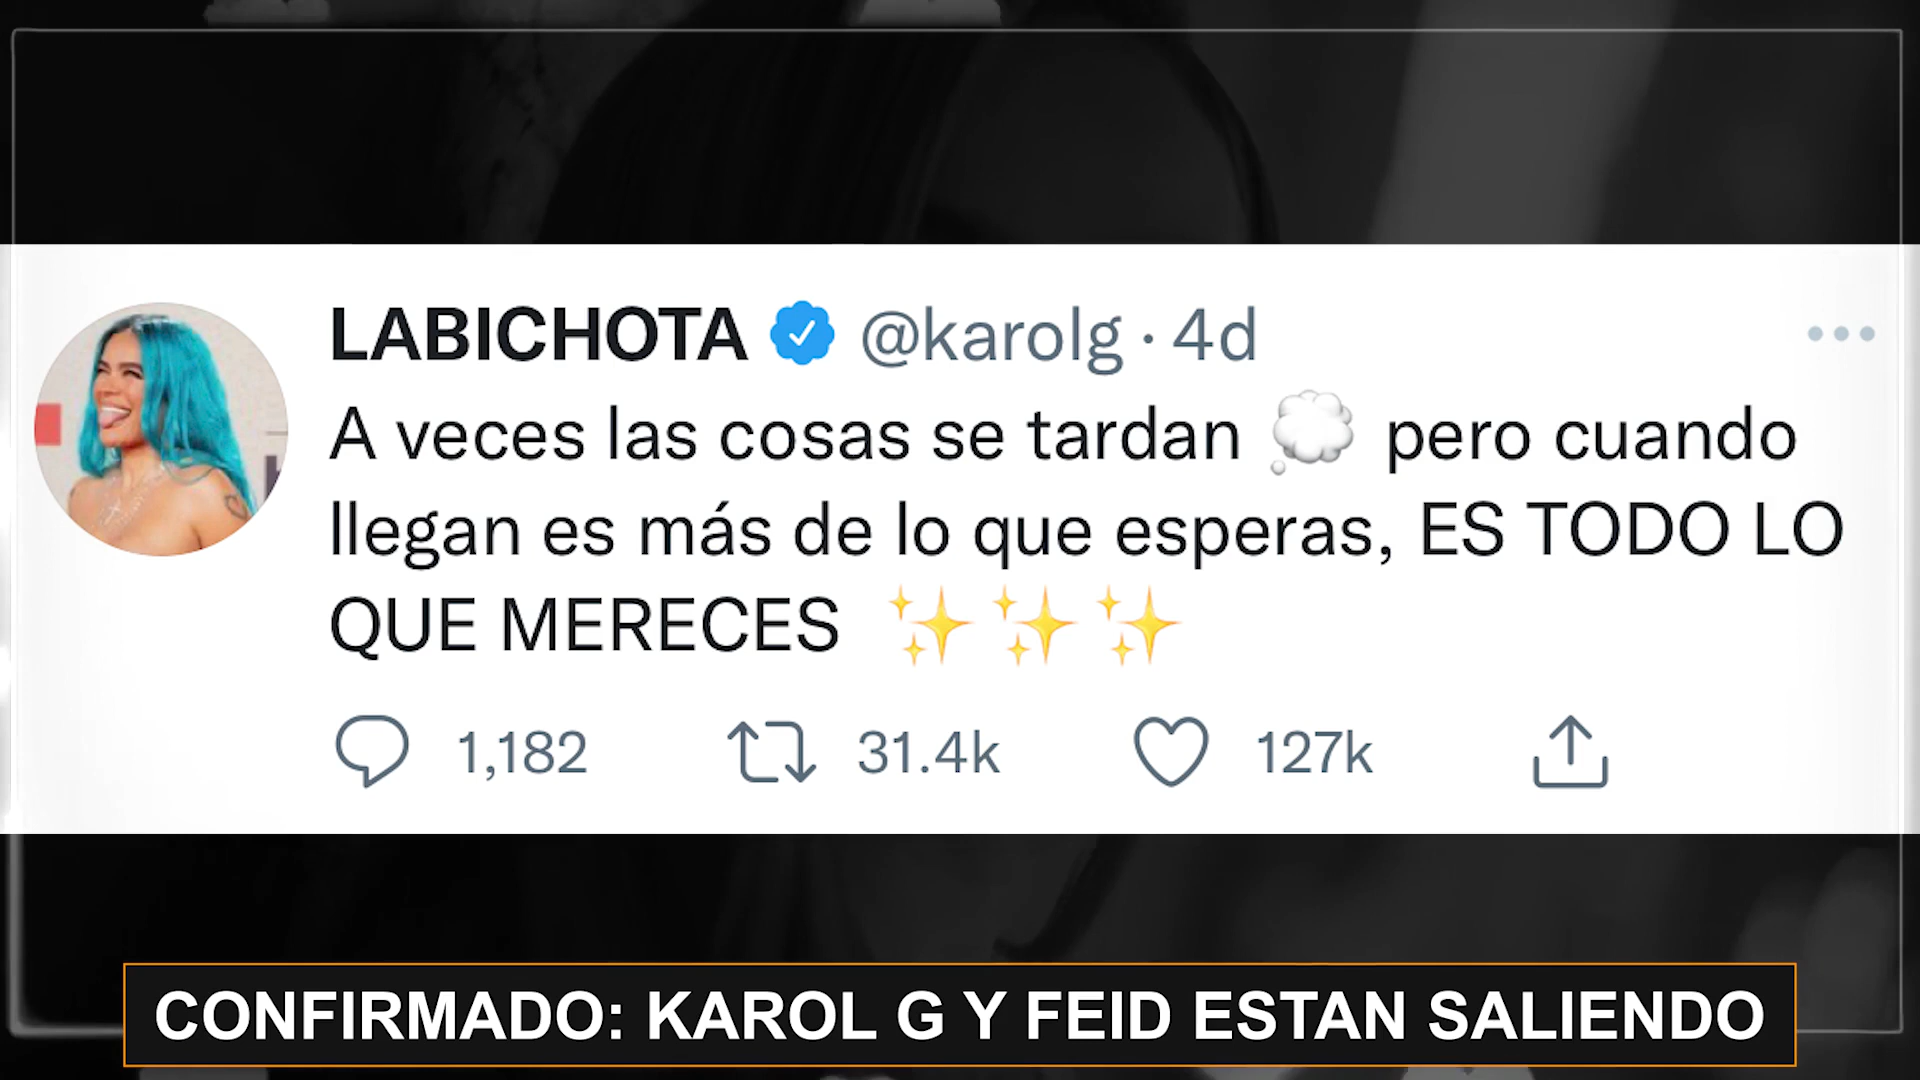 LABICHOTA @karolg · 4d
A veces las cosas se tardan 💭 pero cuando
llegan es más de lo que esperas, ES TODO LO
QUE MERECES ✨✨✨
1,182 31.4k 127k
CONFIRMADO: KAROL G Y FEID ESTAN SALIENDO